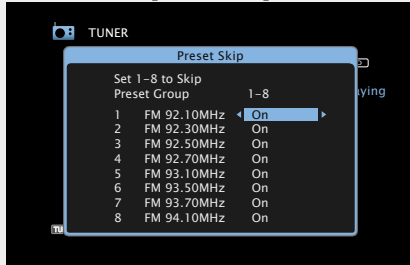 TUNER
Preset Skip
Set 1-8 to Skip
Preset Group 1-8
ying
1 FM 92.10MHz On
2 FM 92.30MHz On
3 FM 92.50MHz On
4 FM 92.70MHz On
5 FM 93.10MHz On
6 FM 93.50MHz On
7 FM 93.70MHz On
8 FM 94.10MHz On
TU